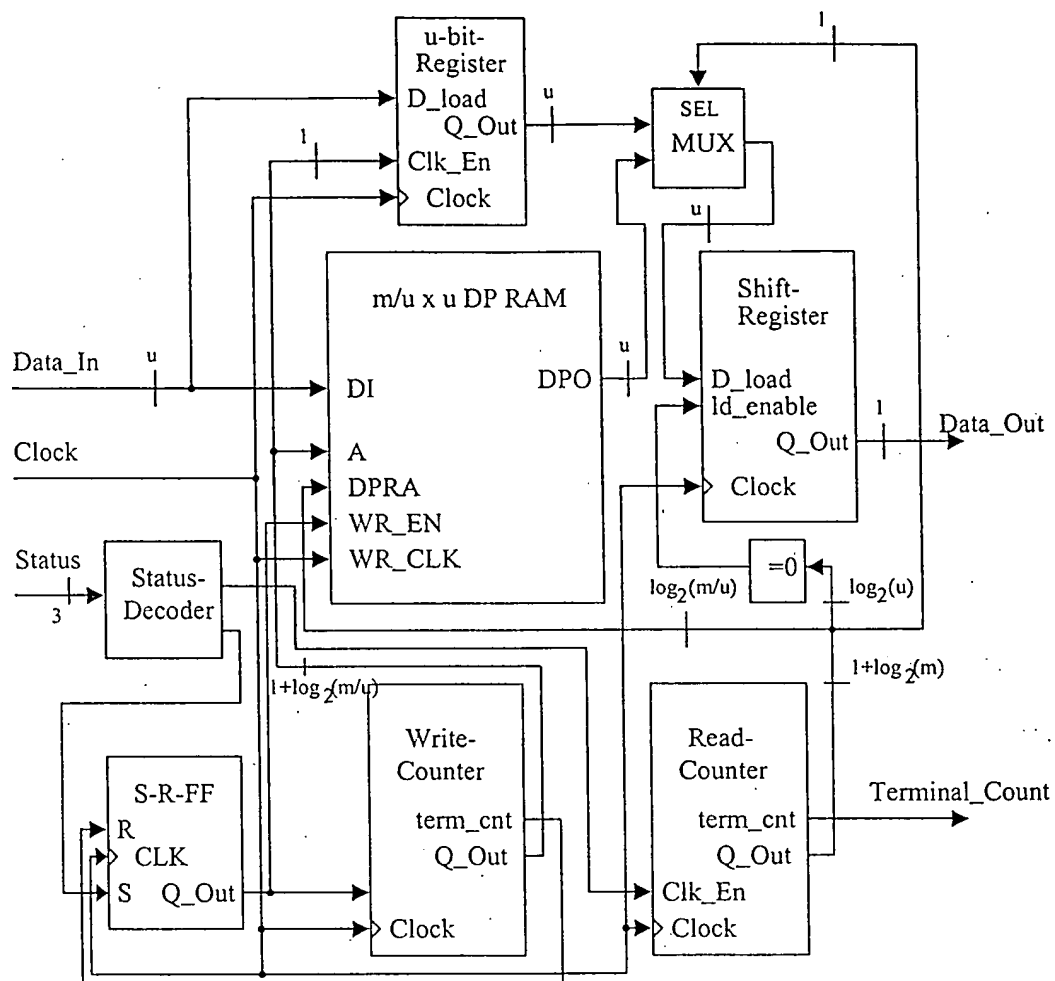 1
u-bit-
Register
D_load
Q_Out
Clk_En
Clock
u
1
SEL
MUX
u
m/u x u DP RAM
DI
DPO
A
DPRA
WR_EN
WR_CLK
u
Shift-
Register
D_load
ld_enable
Q_Out
Clock
1
Data_Out
Data_In
u
Clock
Status
3
Status-
Decoder
=0
log2(m/u)
log2(u)
1+log2(m/u)
1+log2(m)
Write-
Counter
term_cnt
Q_Out
Clock
Read-
Counter
term_cnt
Q_Out
Clk_En
Clock
Terminal_Count
S-R-FF
R
CLK
S
Q_Out